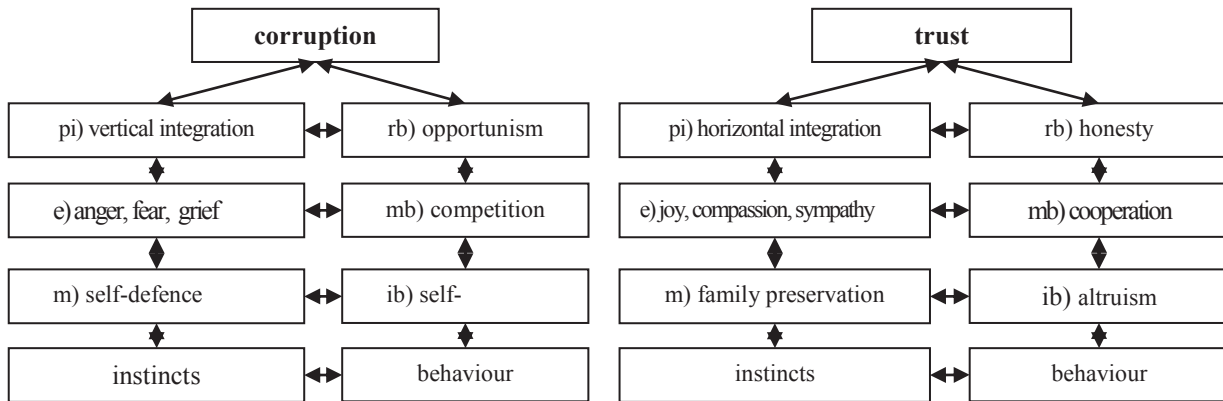 corruption
pi) vertical integration
rb) opportunism
e) anger, fear, grief
mb) competition
m) self-defence
ib) self-
instincts
behaviour
trust
pi) horizontal integration
rb) honesty
e) joy, compassion, sympathy
mb) cooperation
m) family preservation
ib) altruism
instincts
behaviour